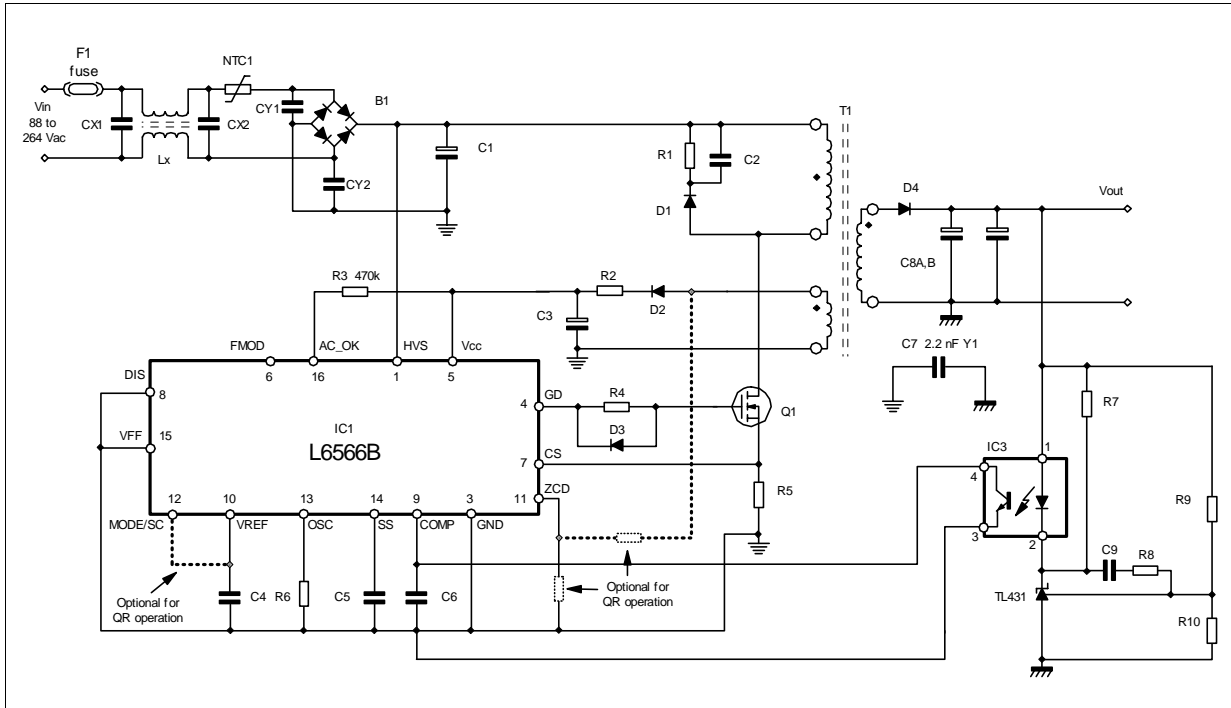 F1
fuse
NTC1
Vin
88 to
264 Vac
CX1
Lx
CX2
CY1
B1
CY2
C1
R1
C2
D1
T1
D4
Vout
C8A,B
R3 470k
R2
D2
C3
C7 2.2 nF Y1
FMOD
AC_OK
HVS
Vcc
6
16
1
5
DIS
8
VFF
15
IC1
L6566B
4
GD
R4
D3
Q1
7
CS
R5
11
ZCD
12
10
13
14
9
3
MODE/SC
VREF
OSC
SS
COMP
GND
Optional for
QR operation
C4
R6
C5
C6
Optional for
QR operation
R7
IC3
1
4
3
2
R9
C9
R8
TL431
R10